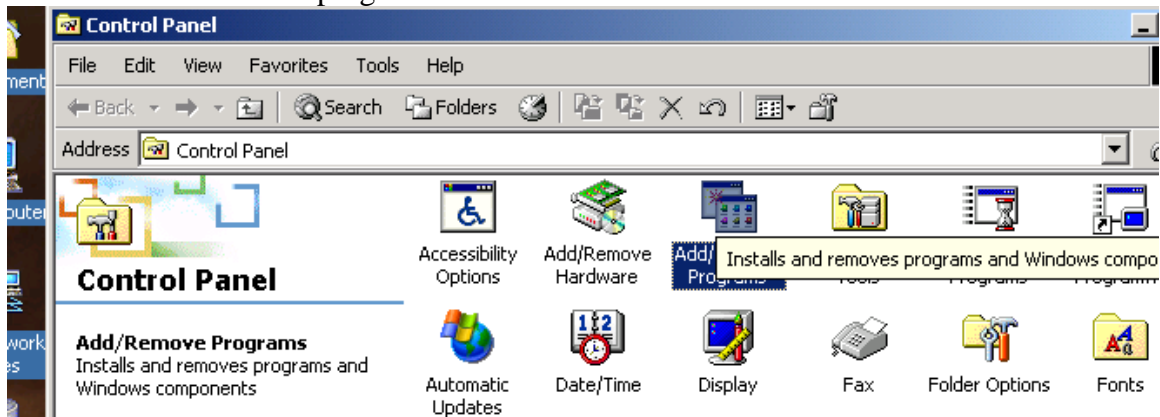 Control Panel
File Edit View Favorites Tools Help
Back Search Folders
Address Control Panel
Control Panel
Add/Remove Programs
Installs and removes programs and
Windows components
Accessibility
Options
Add/Remove
Hardware
Add/
Programs
Installs and removes programs and Windows compo
Tools
Programs
Automatic
Updates
Date/Time
Display
Fax
Folder Options
Fonts